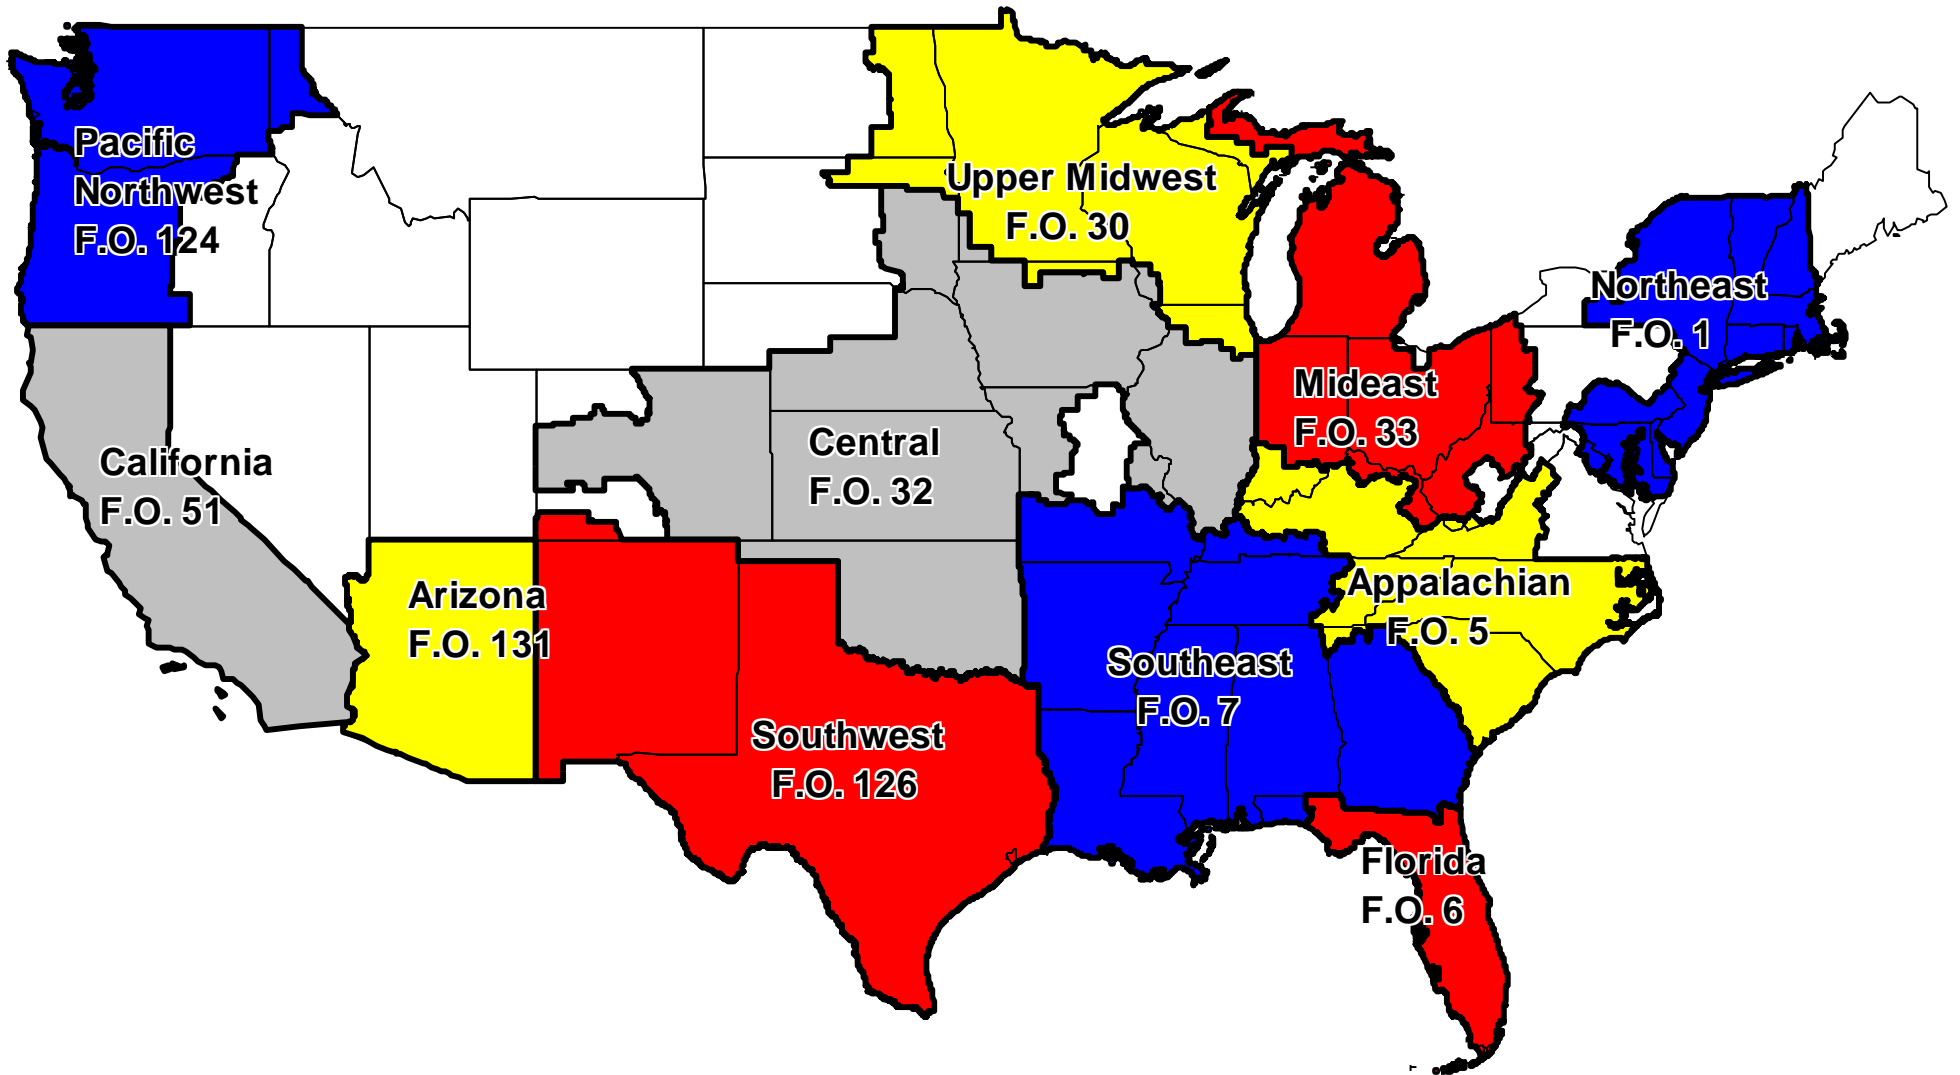 Pacific
Northwest
F.O. 124
Upper Midwest
F.O. 30
Northeast
F.O. 1
Mideast
F.O. 33
California
F.O. 51
Central
F.O. 32
Arizona
F.O. 131
Appalachian
F.O. 5
Southeast
F.O. 7
Southwest
F.O. 126
Florida
F.O. 6